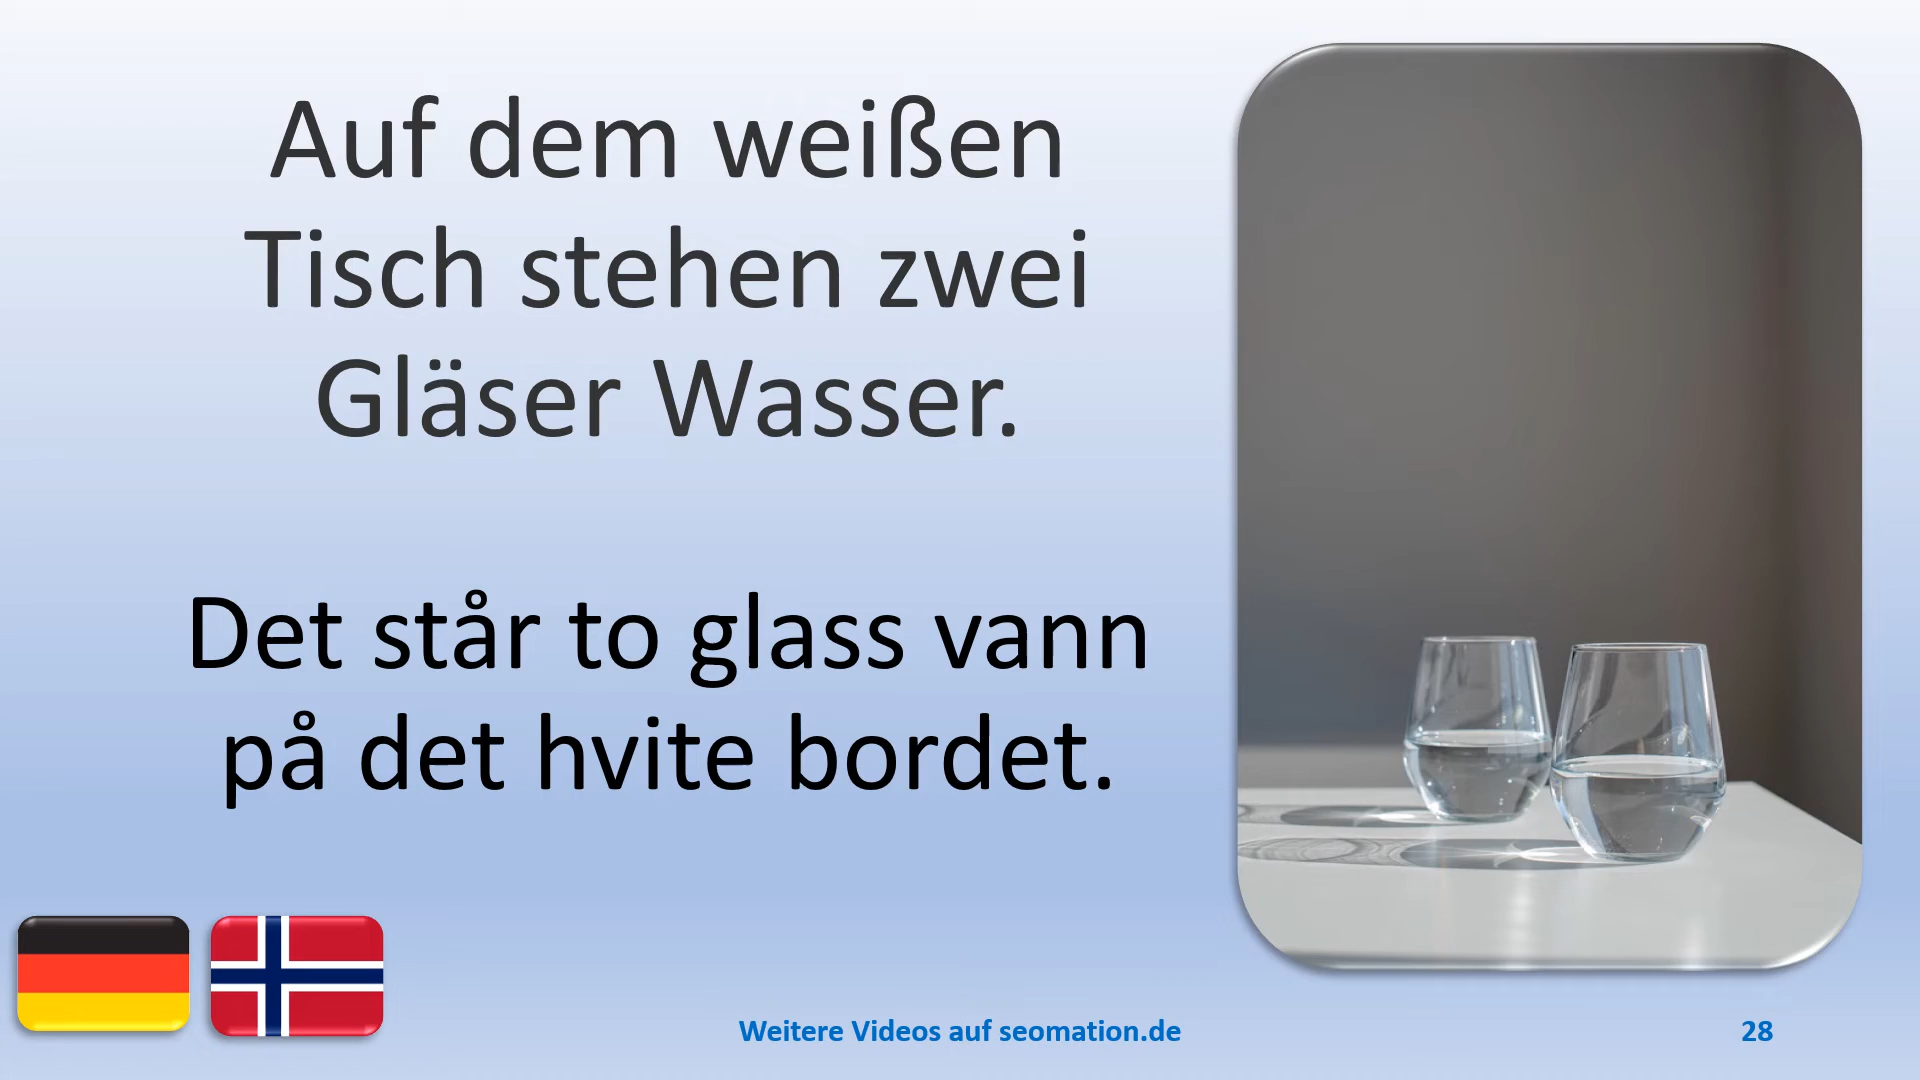 Auf dem weißen
Tisch stehen zwei
Gläser Wasser.
Det står to glass vann
på det hvite bordet.
Weitere Videos auf seomation.de
28